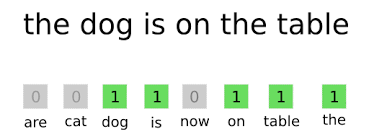 the dog is on the table
0 0 1 1 0 1 1 1
are cat dog is now on table the